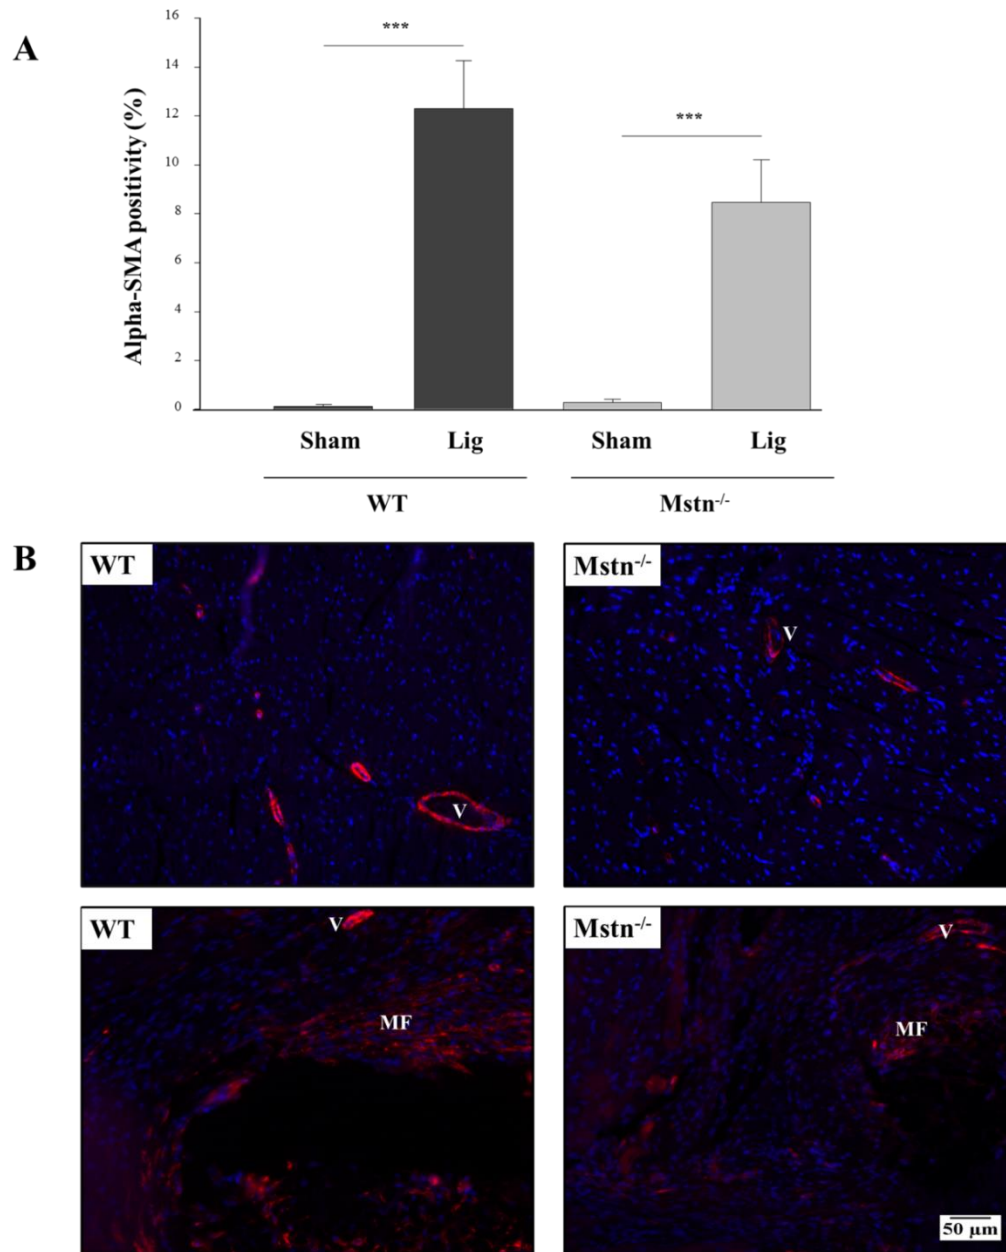 A
Alpha-SMA positivity (%)
16
14
12
10
8
6
4
2
0
***
***
Sham Lig Sham Lig
WT Mstn-/-
B
WT Mstn-/-
V V
WT Mstn-/-
V V
MF MF
50 µm